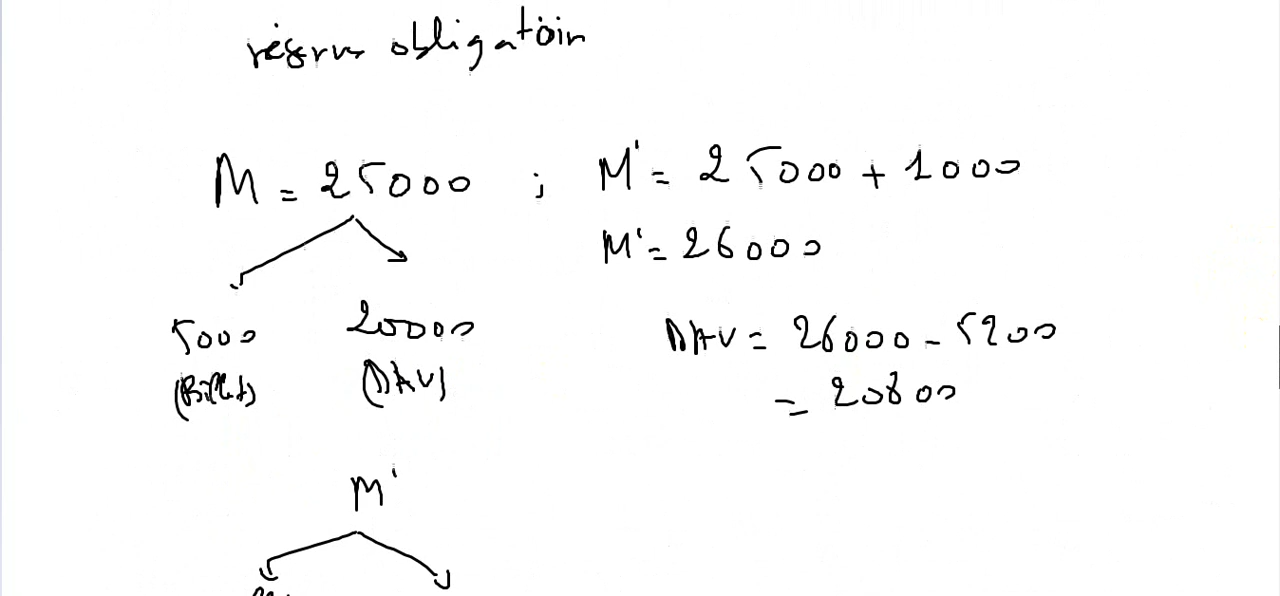 réserve obligatoire
M = 25000 ; M' = 25000 + 1000
M' = 26000
5000 20000 DAV = 26000 - 5200
(Billets) (DAV) = 20800
M'